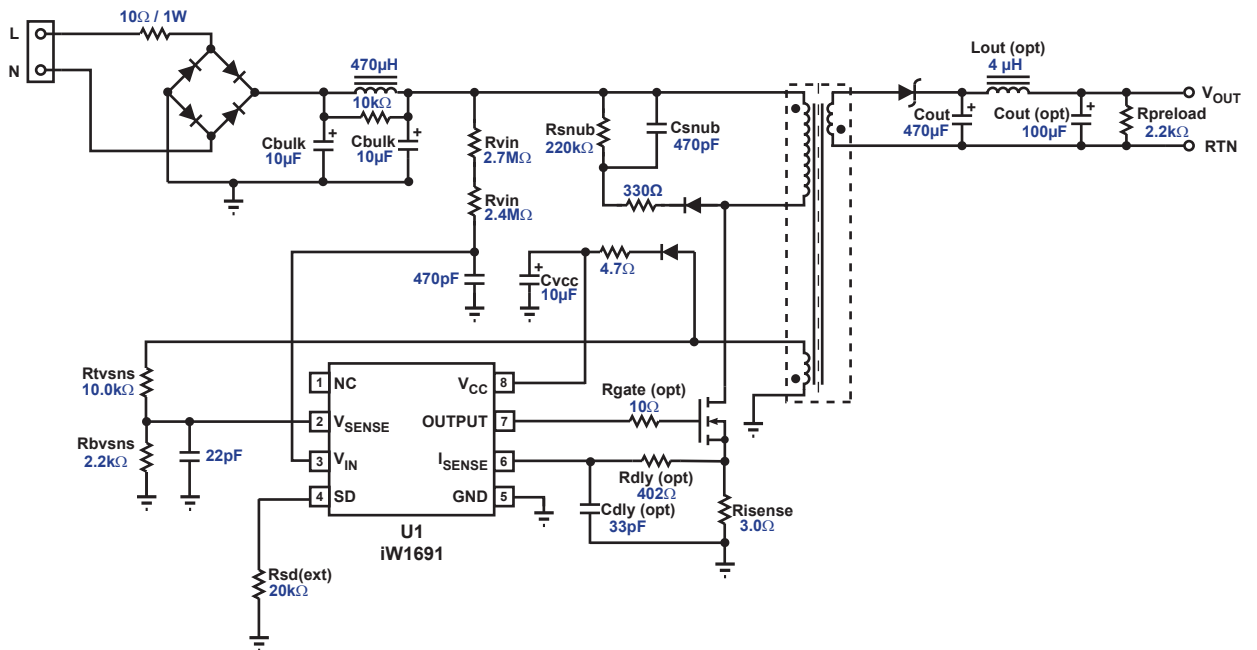 10Ω / 1W
L
N
470µH
10kΩ
+
Cbulk
10µF
+
Cbulk
10µF
Rvin
2.7MΩ
Rvin
2.4MΩ
470pF
Rsnub
220kΩ
Csnub
470pF
330Ω
Lout (opt)
4 µH
+
Cout
470µF
+
Cout (opt)
100µF
Rpreload
2.2kΩ
VOUT
RTN
+
Cvcc
10µF
4.7Ω
Rtvsns
10.0kΩ
Rbvsns
2.2kΩ
22pF
1 NC
2 VSENSE
3 VIN
4 SD
VCC 8
OUTPUT 7
ISENSE 6
GND 5
U1
iW1691
Rgate (opt)
10Ω
Rdly (opt)
402Ω
Cdly (opt)
33pF
Risense
3.0Ω
Rsd(ext)
20kΩ